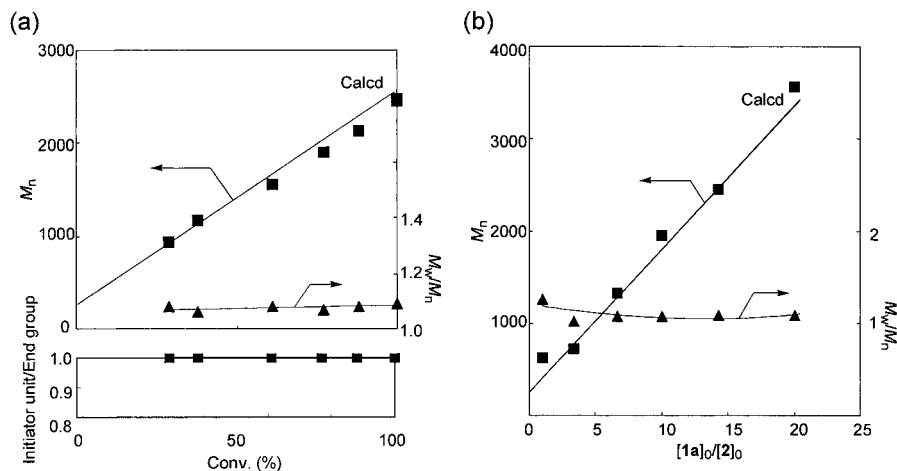 (a)
3000
2000
1000
0
Mn
Calcd
1.4
1.2
1.0
Mw/Mn
1.0
0.9
0.8
Initiator unit/End group
0
50
100
Conv. (%)
(b)
4000
3000
2000
1000
Mn
Calcd
2
1
Mw/Mn
0
5
10
15
20
25
[1a]0/[2]0